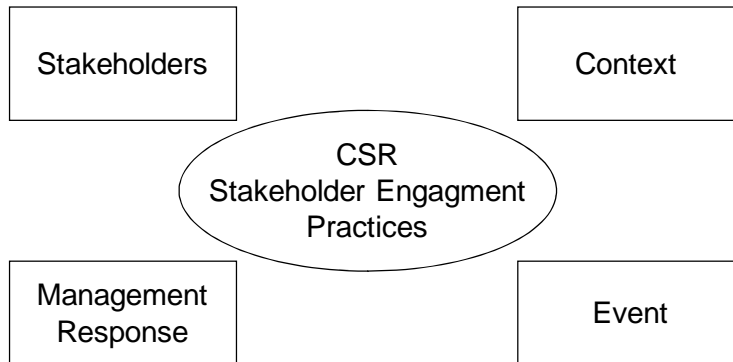 Stakeholders
Context
CSR
Stakeholder Engagment
Practices
Management
Response
Event